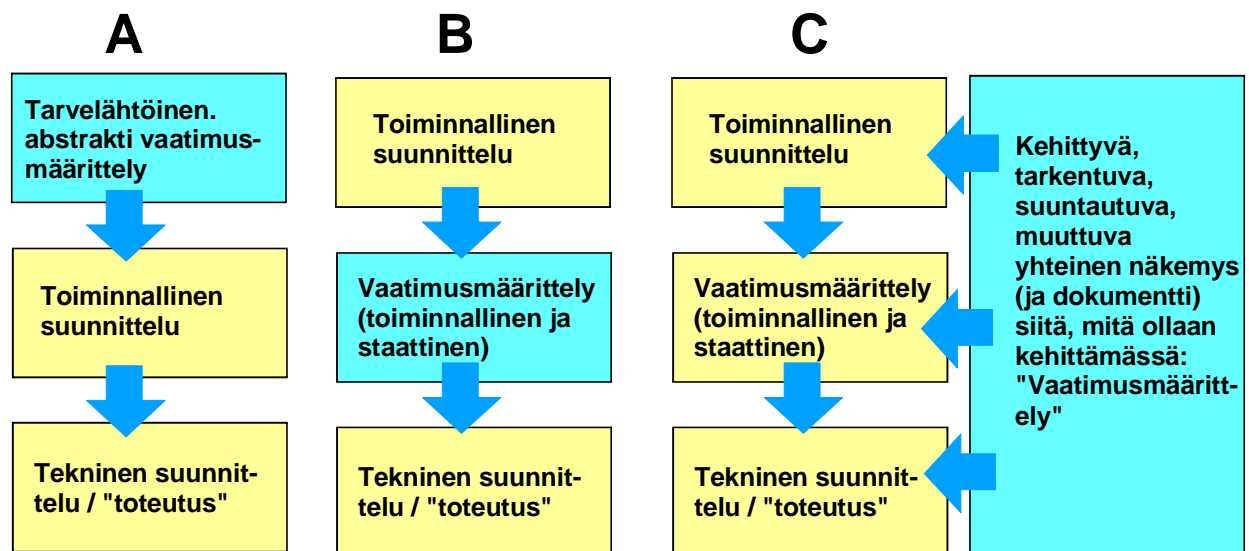 A
B
C
Tarvelähtöinen.
abstrakti vaatimus-
määrittely
Toiminnallinen
suunnittelu
Tekninen suunnit-
telu / "toteutus"
Toiminnallinen
suunnittelu
Vaatimusmäärittely
(toiminnallinen ja
staattinen)
Tekninen suunnit-
telu / "toteutus"
Toiminnallinen
suunnittelu
Vaatimusmäärittely
(toiminnallinen ja
staattinen)
Tekninen suunnit-
telu / "toteutus"
Kehittyvä,
tarkentuva,
suuntautuva,
muuttuva
yhteinen näkemys
(ja dokumentti)
siitä, mitä ollaan
kehittämässä:
"Vaatimusmääritt-
ely"